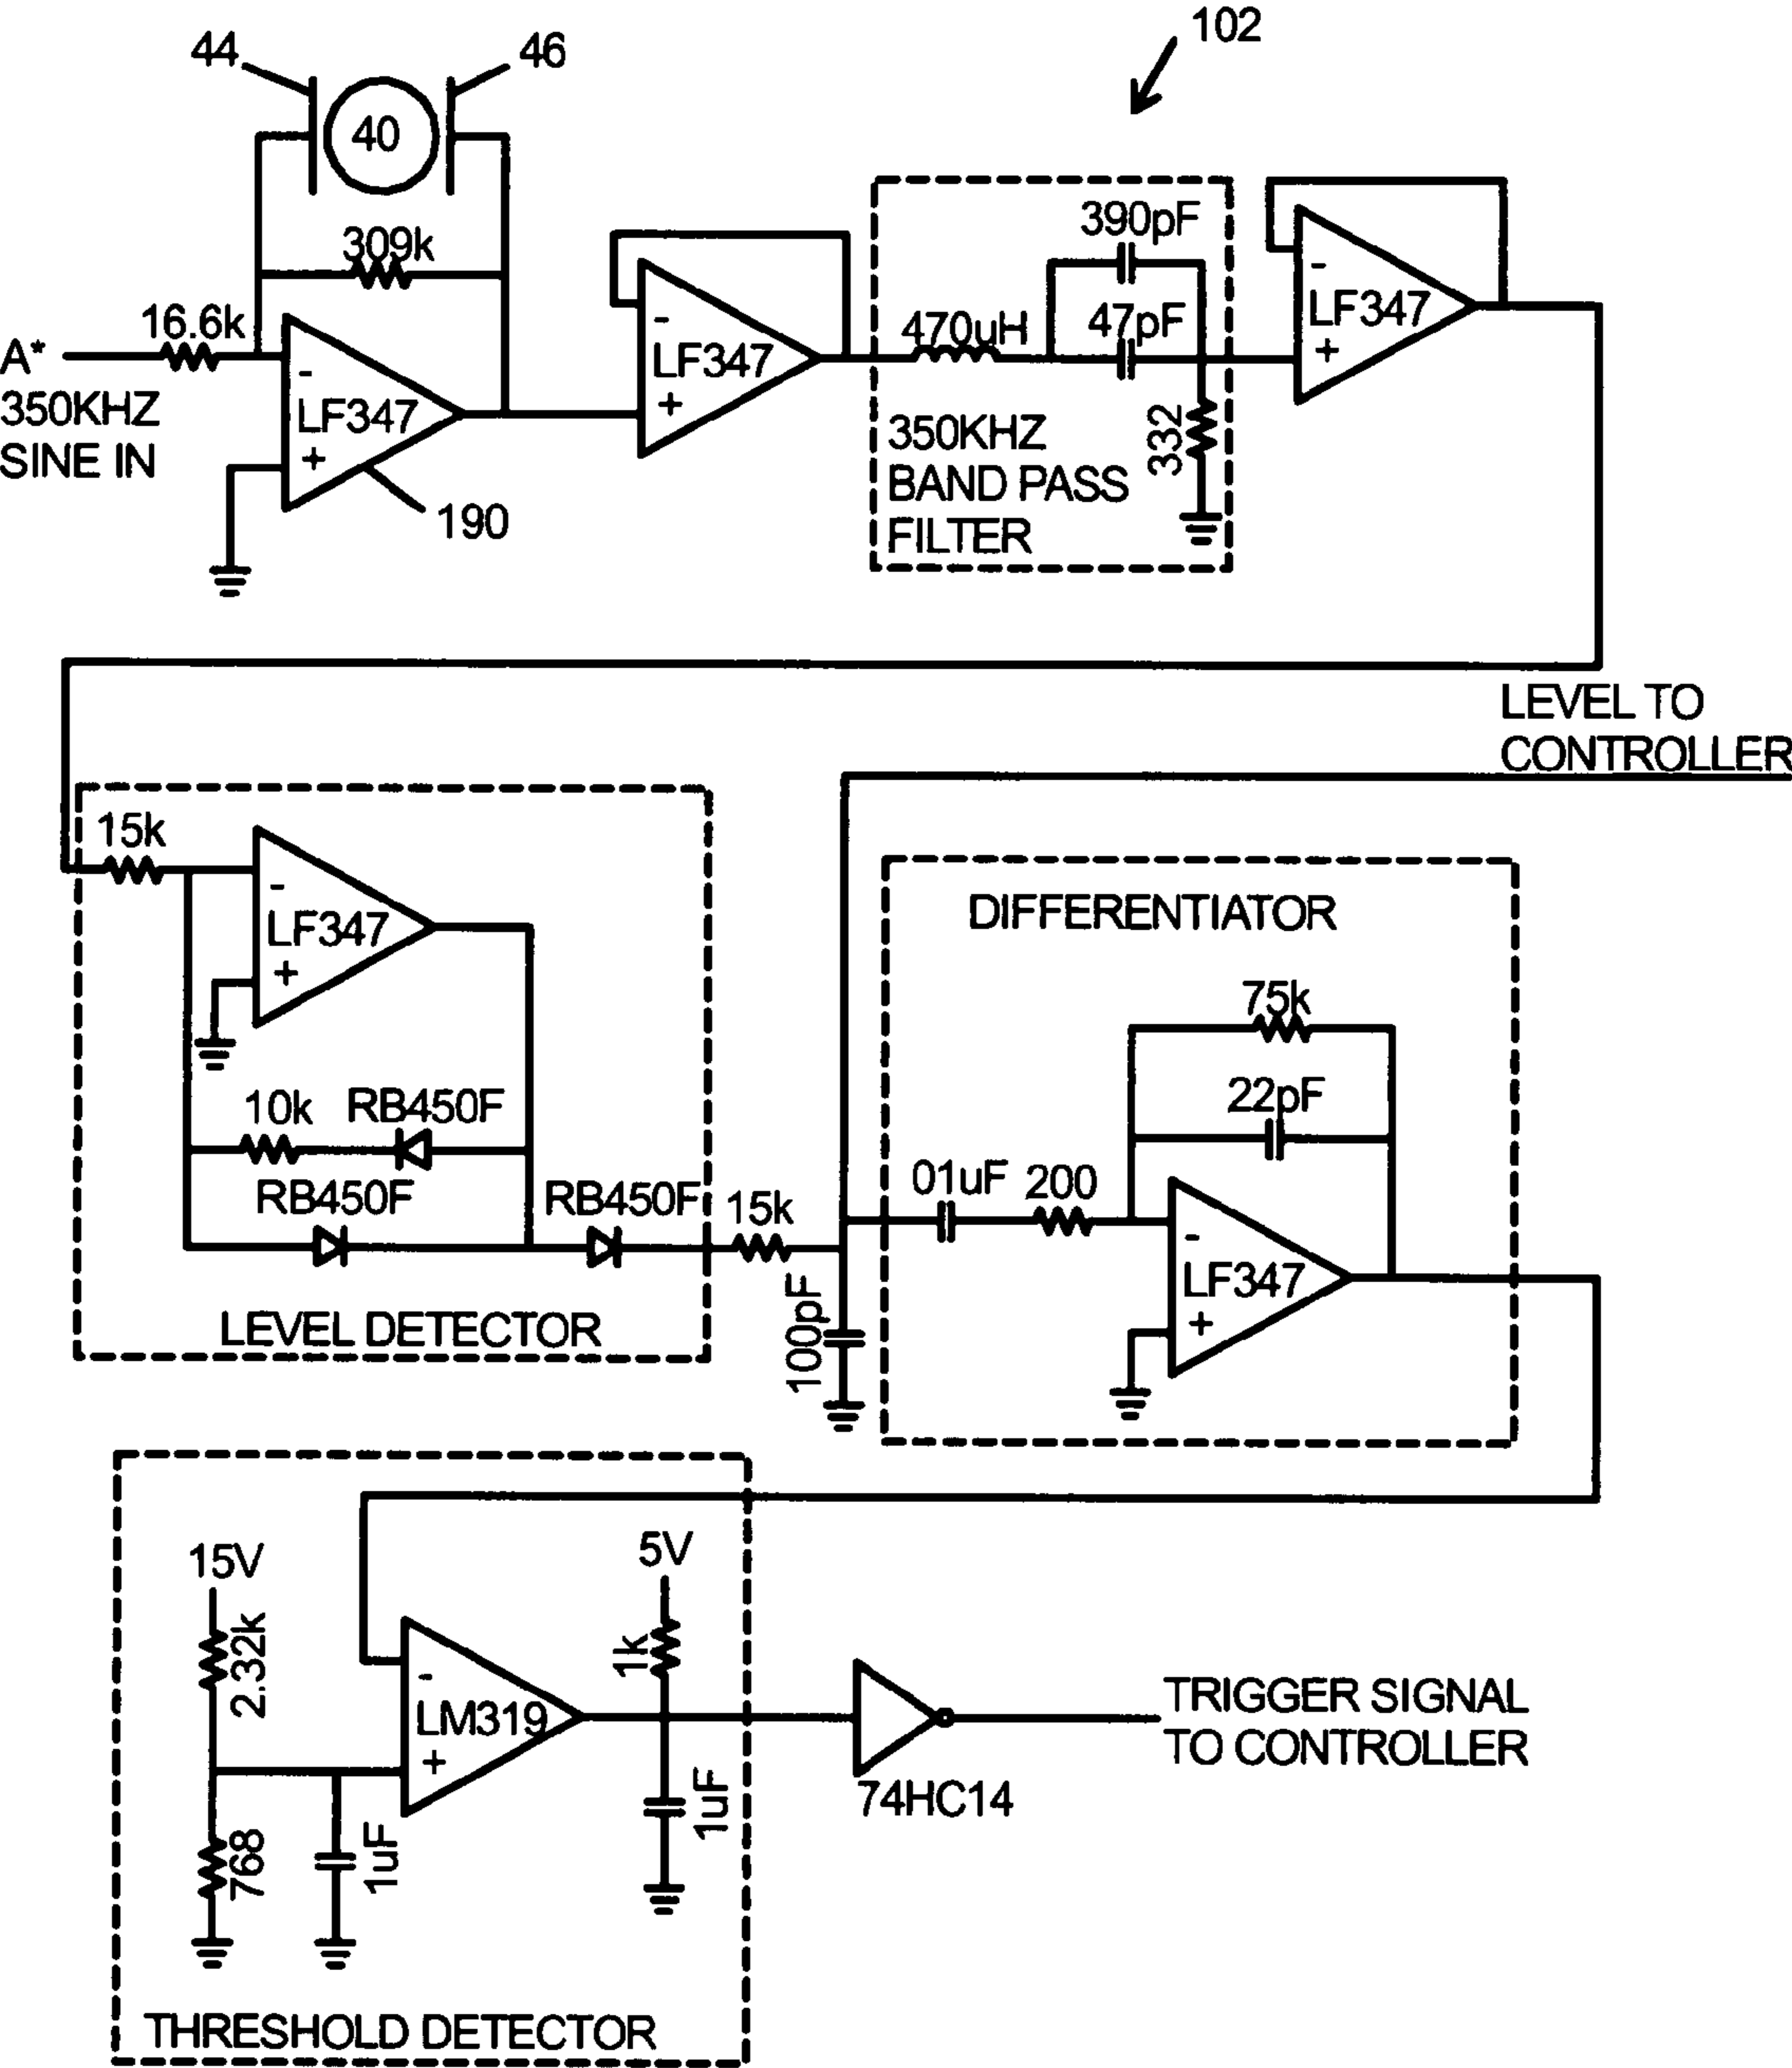 102
44
46
40
309k
16.6k
A*
350KHZ
SINE IN
-
LF347
+
190
-
LF347
+
390pF
470uH
47pF
332
350KHZ
BAND PASS
FILTER
-
LF347
+
LEVEL TO
CONTROLLER
15k
-
LF347
+
10k
RB450F
RB450F
RB450F
LEVEL DETECTOR
15k
100pF
DIFFERENTIATOR
75k
22pF
01uF
200
-
LF347
+
15V
2.32k
768
1uF
-
LM319
+
5V
1k
1uF
74HC14
TRIGGER SIGNAL
TO CONTROLLER
THRESHOLD DETECTOR